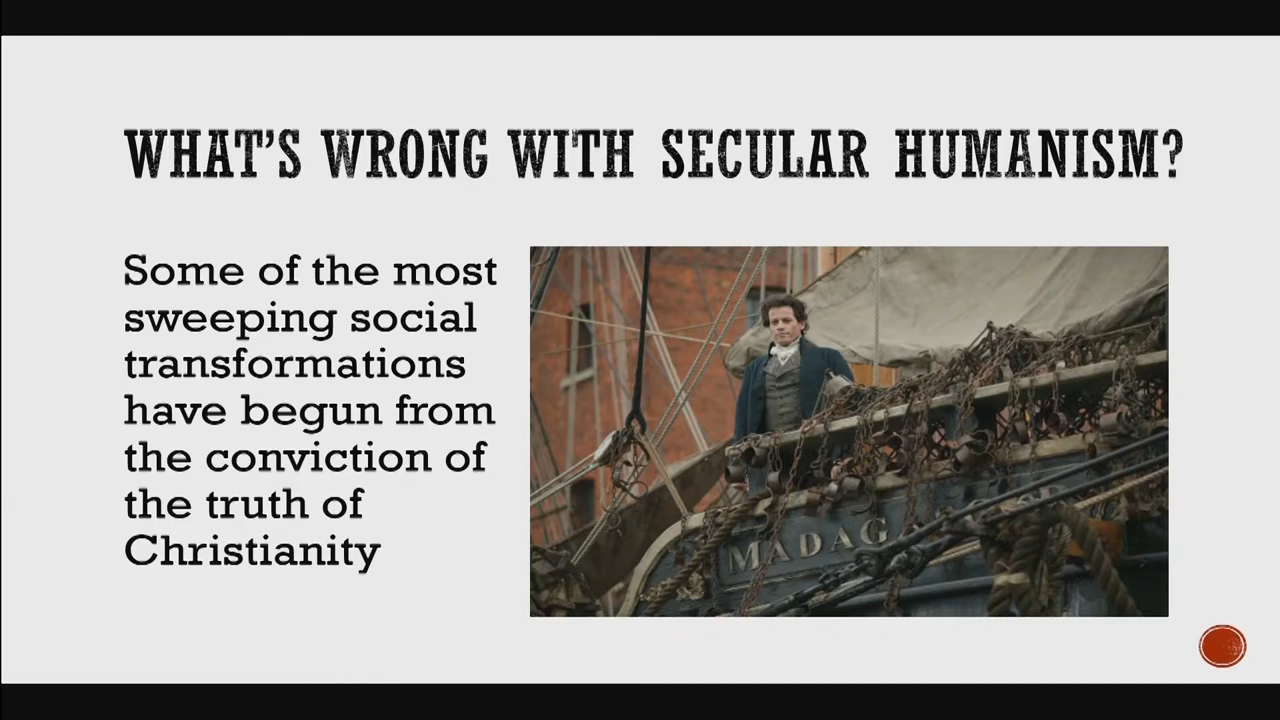 WHAT'S WRONG WITH SECULAR HUMANISM?
Some of the most
sweeping social
transformations
have begun from
the conviction of
the truth of
Christianity
MADAG